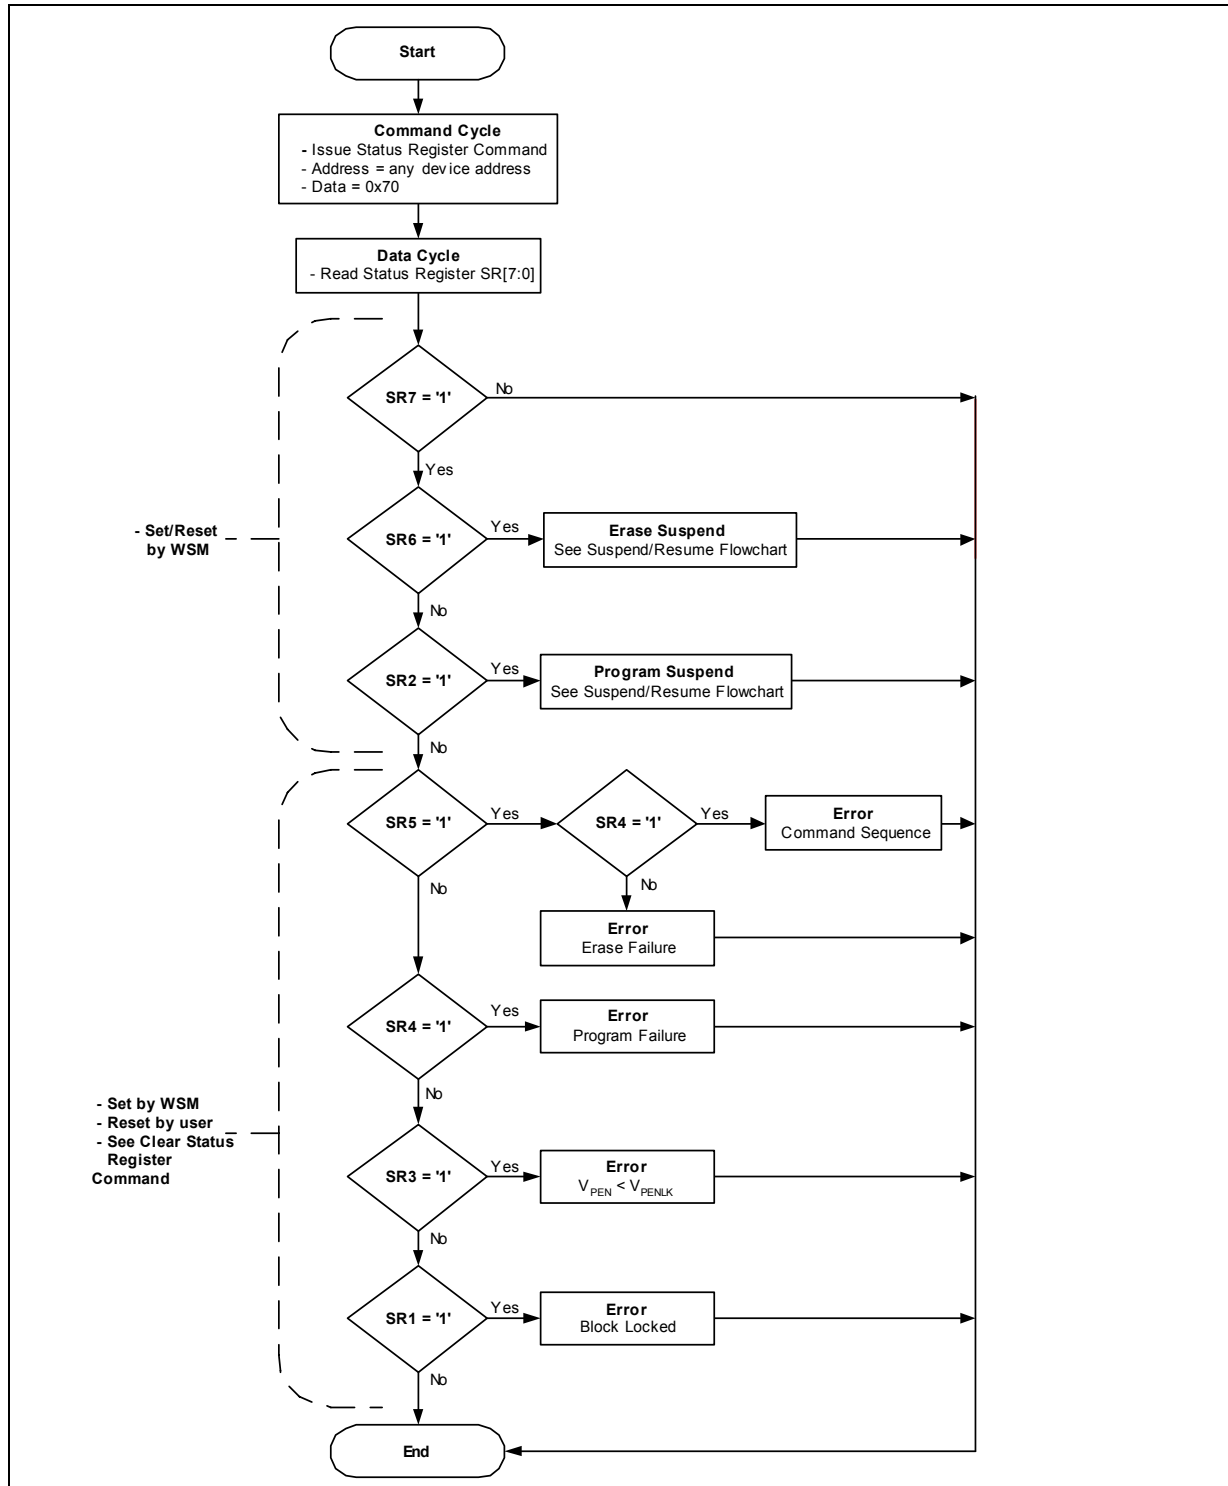 Start
Command Cycle
- Issue Status Register Command
- Address = any device address
- Data = 0x70
Data Cycle
- Read Status Register SR[7:0]
SR7 = '1'
No
Yes
- Set/Reset
by WSM
SR6 = '1'
Yes
Erase Suspend
See Suspend/Resume Flowchart
No
SR2 = '1'
Yes
Program Suspend
See Suspend/Resume Flowchart
No
SR5 = '1'
Yes
SR4 = '1'
Yes
Error
Command Sequence
No
No
Error
Erase Failure
SR4 = '1'
Yes
Error
Program Failure
No
- Set by WSM
- Reset by user
- See Clear Status
Register
Command
SR3 = '1'
Yes
Error
V PEN < V PENLK
No
SR1 = '1'
Yes
Error
Block Locked
No
End